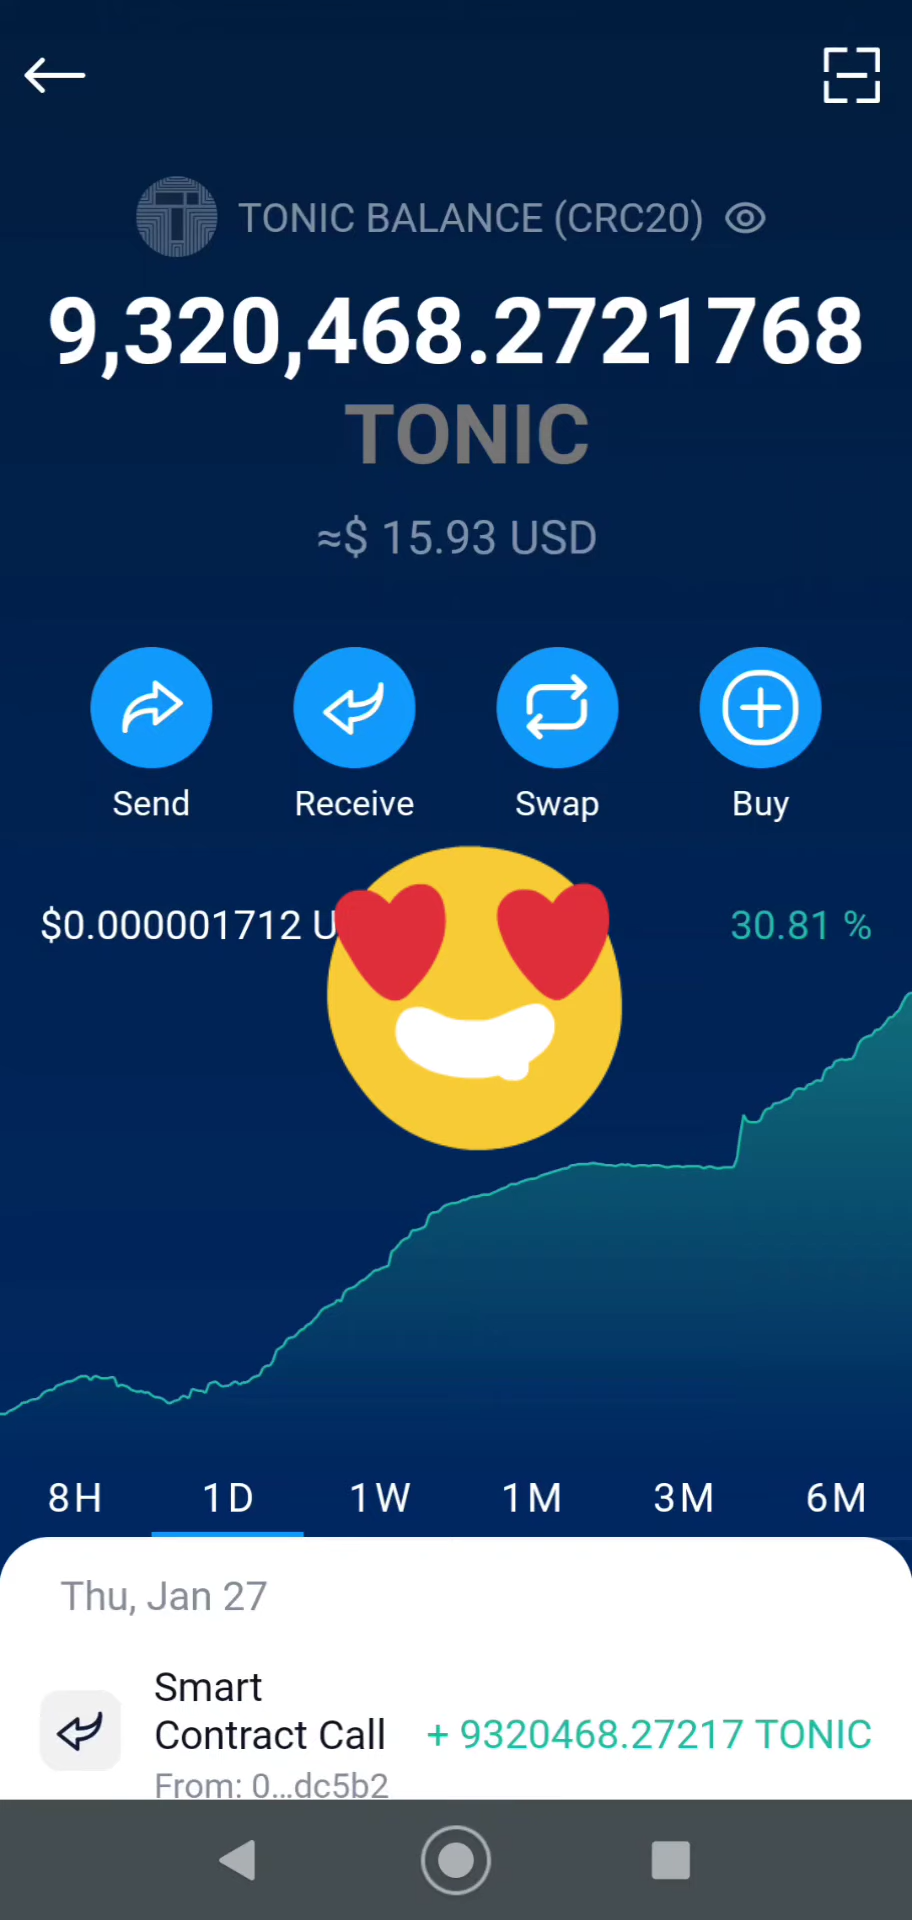 TONIC BALANCE (CRC20)
9,320,468.2721768
TONIC
≈$ 15.93 USD
Send Receive Swap Buy
$0.000001712 U 30.81 %
8H 1D 1W 1M 3M 6M
Thu, Jan 27
Smart
Contract Call + 9320468.27217 TONIC
From: 0...dc5b2